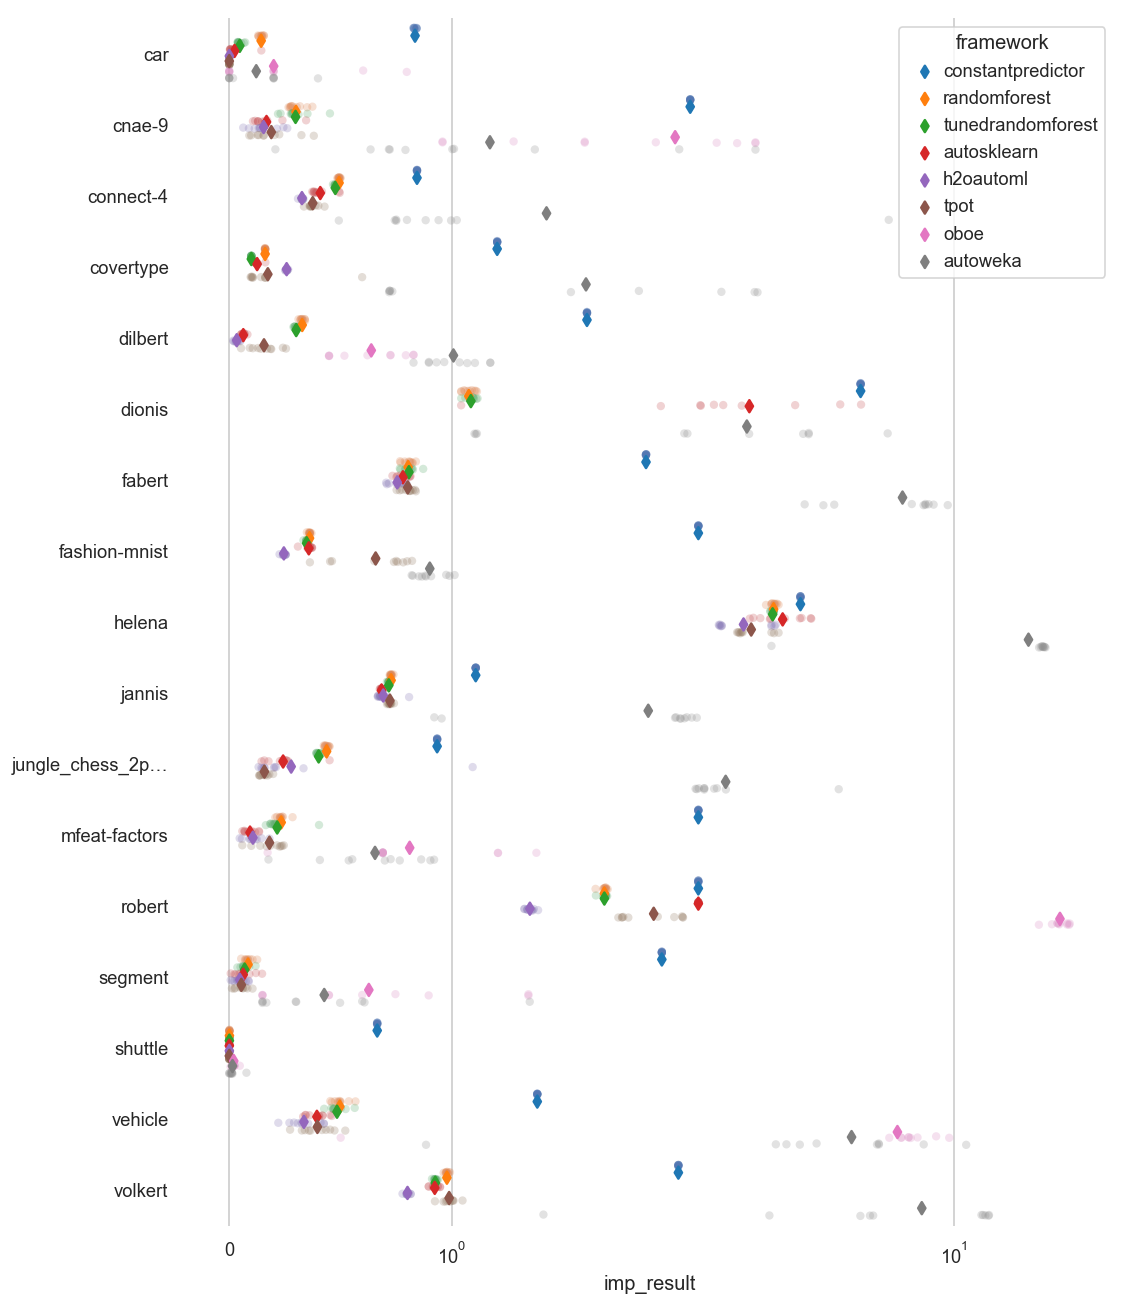 framework
constantpredictor
randomforest
tunedrandomforest
autosklearn
h2oautoml
tpot
oboe
autoweka
car
cnae-9
connect-4
covertype
dilbert
dionis
fabert
fashion-mnist
helena
jannis
jungle_chess_2p…
mfeat-factors
robert
segment
shuttle
vehicle
volkert
0 10⁰ 10¹
imp_result